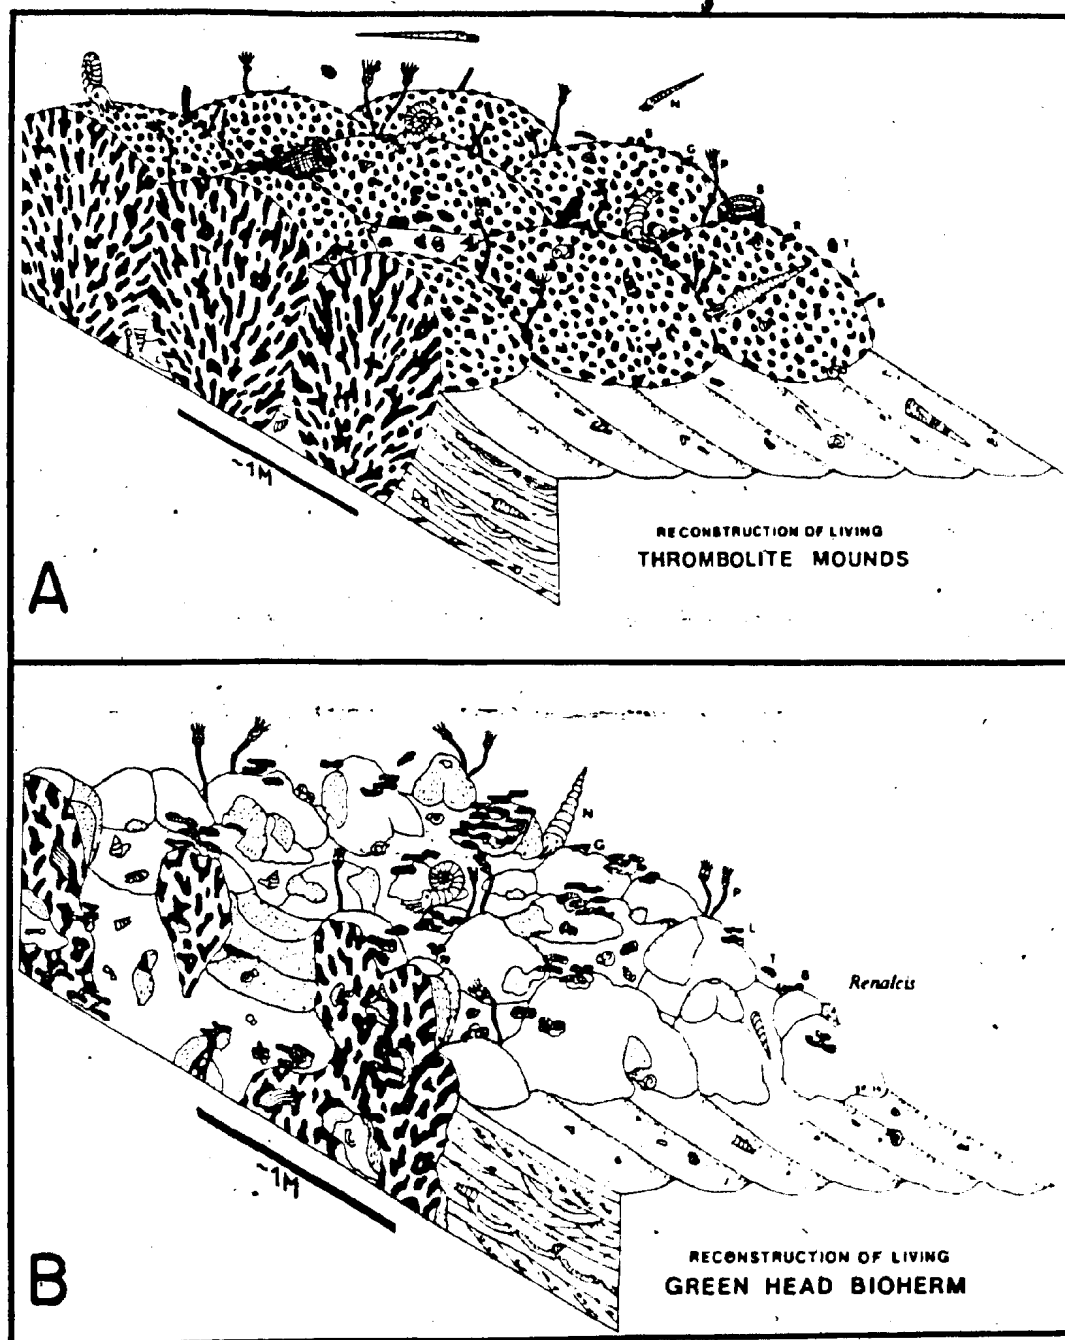 N
B
G
P
S
R
T
A
B
~1M
RECONSTRUCTION OF LIVING
THROMBOLITE MOUNDS
A
N
G
P
L
T
B
Renalcis
A
~1M
RECONSTRUCTION OF LIVING
GREEN HEAD BIOHERM
B